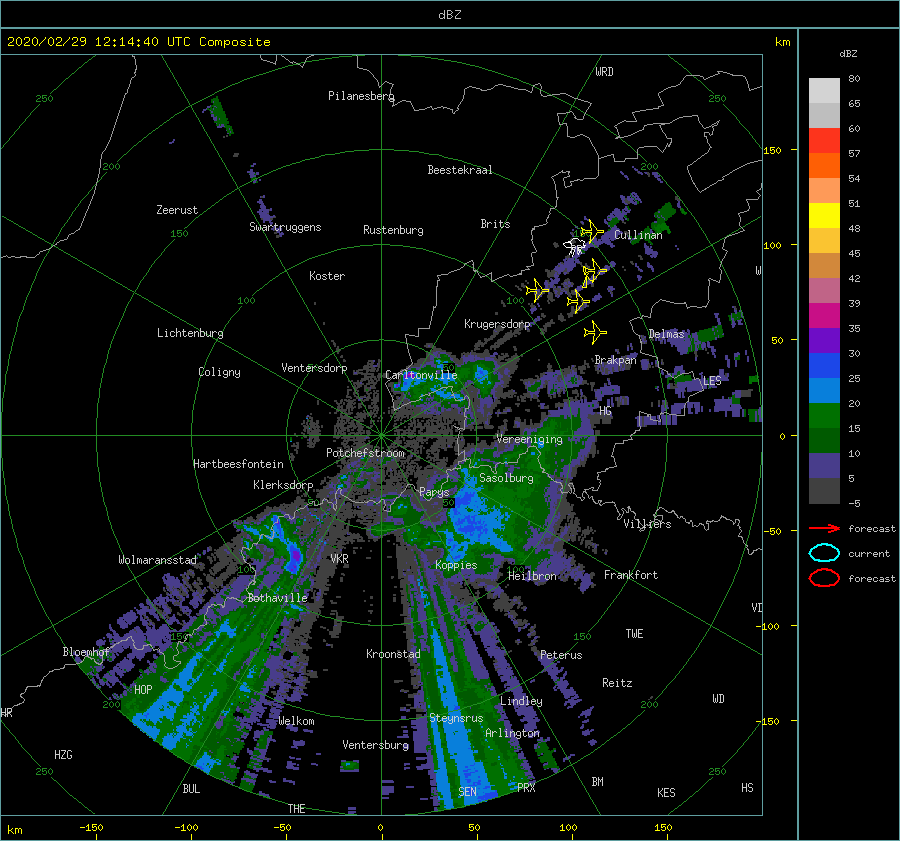 dBZ
2020/02/29 12:14:40 UTC Composite
km
dBZ
WRD
250
250
Pilanesberg
80
65
60
57
54
51
48
45
42
39
35
30
25
20
15
10
5
-5
150
200
200
Beestekraal
Zeerust
Swartruggens
150
Rustenburg
Brits
Cullinan
100
Koster
100
100
Krugersdorp
Lichtenburg
Delmas
50
Coligny
Ventersdorp
Carltonville
Brakpan
LES
HG
Vereeniging
0
Potchefstroom
Hartbeesfontein
Klerksdorp
Parys
Sasolburg
50
50
Villiers
-50
forecast
current
forecast
Wolmaransstad
VKR
Koppies
100
100
Heilbron
Frankfort
Bothaville
VD
-100
150
150
TWE
Bloemhof
Kroonstad
Peterus
HOP
Reitz
WD
200
200
HR
Lindley
Welkom
Steynsrus
-150
Arlington
HZG
Ventersburg
250
250
BUL
SEN
PRX
BM
KES
HS
THE
km
-150
-100
-50
0
50
100
150